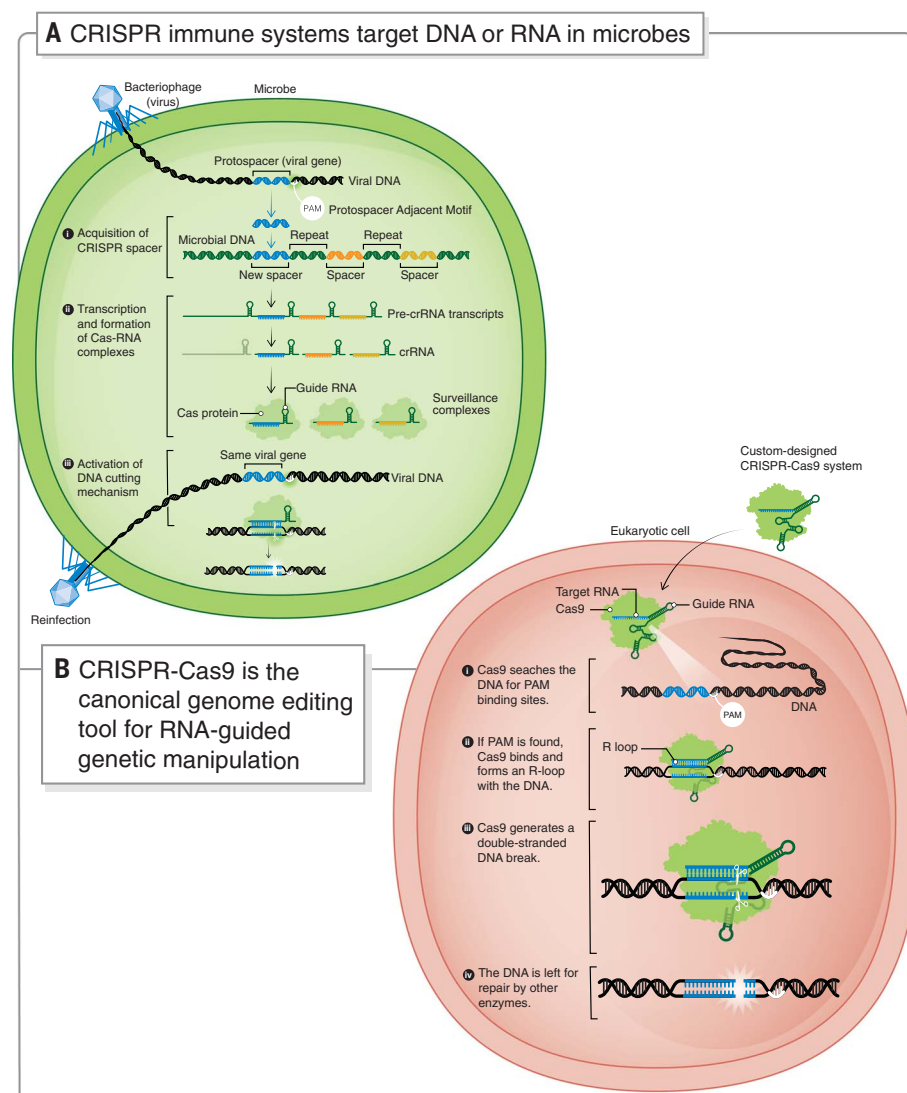 A CRISPR immune systems target DNA or RNA in microbes
Bacteriophage
(virus)
Microbe
Protospacer (viral gene)
Viral DNA
PAM
Protospacer Adjacent Motif
i Acquisition of
CRISPR spacer
Microbial DNA
Repeat
Repeat
New spacer
Spacer
Spacer
ii Transcription
and formation
of Cas-RNA
complexes
Pre-crRNA transcripts
crRNA
Guide RNA
Cas protein
Surveillance
complexes
iii Activation of
DNA cutting
mechanism
Same viral gene
Viral DNA
Reinfection
B CRISPR-Cas9 is the
canonical genome editing
tool for RNA-guided
genetic manipulation
Custom-designed
CRISPR-Cas9 system
Eukaryotic cell
Target RNA
Cas9
Guide RNA
i Cas9 seaches the
DNA for PAM
binding sites.
DNA
PAM
ii If PAM is found,
Cas9 binds and
forms an R-loop
with the DNA.
R loop
iii Cas9 generates a
double-stranded
DNA break.
iv The DNA is left for
repair by other
enzymes.